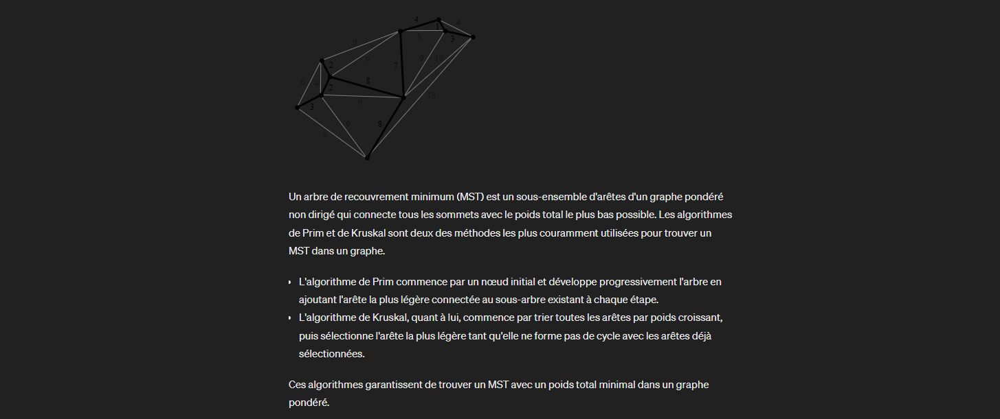 4
4
1
5
3
9
9
2
7
9
10
6
4
8
2
9
18
3
9
8
9
Un arbre de recouvrement minimum (MST) est un sous-ensemble d'arêtes d'un graphe pondéré
non dirigé qui connecte tous les sommets avec le poids total le plus bas possible. Les algorithmes
de Prim et de Kruskal sont deux des méthodes les plus couramment utilisées pour trouver un
MST dans un graphe.
• L'algorithme de Prim commence par un nœud initial et développe progressivement l'arbre en
ajoutant l'arête la plus légère connectée au sous-arbre existant à chaque étape.
• L'algorithme de Kruskal, quant à lui, commence par trier toutes les arêtes par poids croissant,
puis sélectionne l'arête la plus légère tant qu'elle ne forme pas de cycle avec les arêtes déjà
sélectionnées.
Ces algorithmes garantissent de trouver un MST avec un poids total minimal dans un graphe
pondéré.